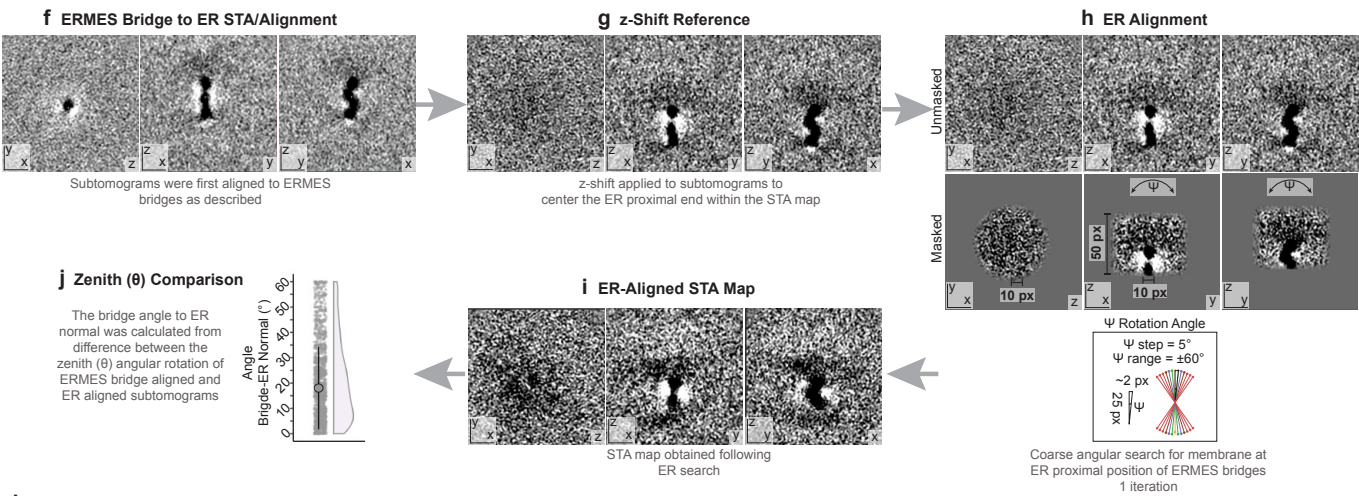 f ERMES Bridge to ER STA/Alignment
y
x
z
z
x
y
z
y
x
Subtomograms were first aligned to ERMES
bridges as described
g z-Shift Reference
y
x
z
z
x
y
z
y
x
z-shift applied to subtomograms to
center the ER proximal end within the STA map
h ER Alignment
Unmasked
y
x
z
z
x
y
z
y
x
Masked
Ψ
Ψ
50 px
10 px
10 px
y
x
z
z
x
y
z
y
x
Ψ Rotation Angle
Ψ step = 5°
Ψ range = ±60°
~2 px
25 px
Ψ
Coarse angular search for membrane at
ER proximal position of ERMES bridges
1 iteration
i ER-Aligned STA Map
y
x
z
z
x
y
z
y
x
STA map obtained following
ER search
j Zenith (θ) Comparison
The bridge angle to ER
normal was calculated from
difference between the
zenith (θ) angular rotation of
ERMES bridge aligned and
ER aligned subtomograms
Angle
Brigde-ER Normal (°)
60
50
40
30
20
10
0